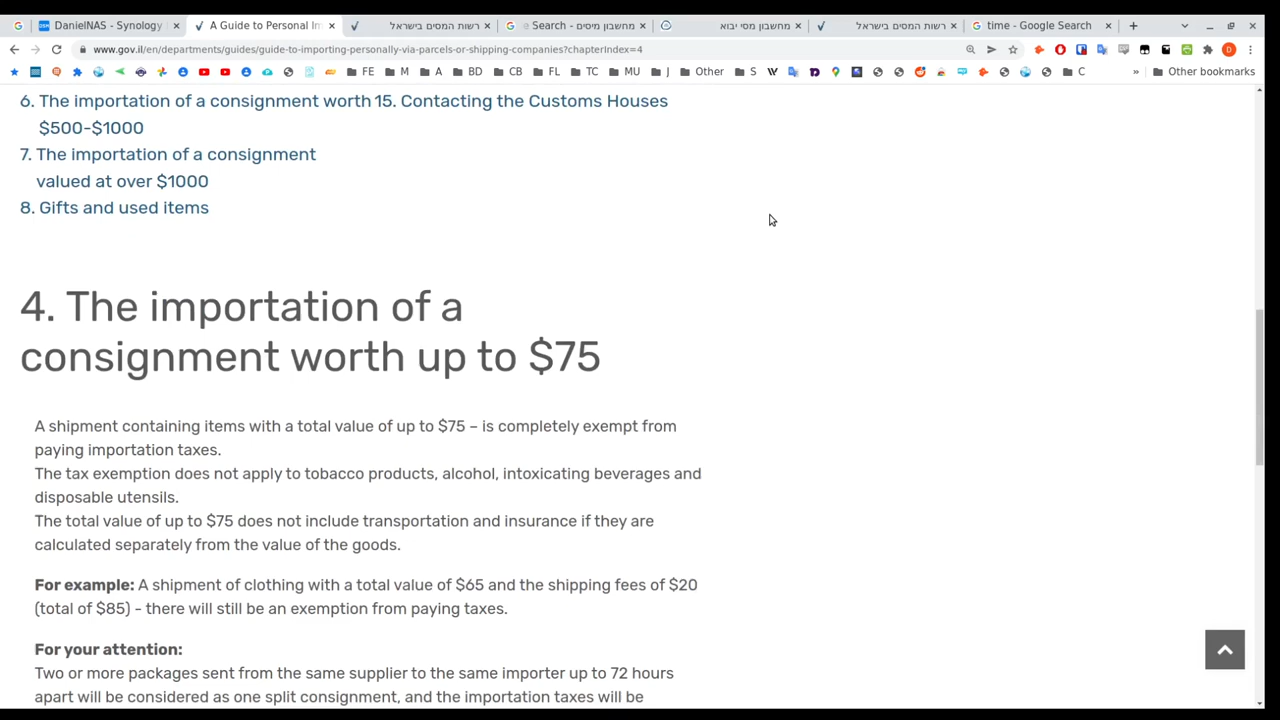 DanielNAS - Synology
A Guide to Personal Im
רשות המסים בישראל
מחשבון מיסים - Search
מחשבון מסי יבוא
רשות המסים בישראל
time - Google Search
www.gov.il/en/departments/guides/guide-to-importing-personally-via-parcels-or-shipping-companies?chapterIndex=4
FE M A BD CB FL TC MU J Other S W C » Other bookmarks
6. The importation of a consignment worth 15. Contacting the Customs Houses
$500-$1000
7. The importation of a consignment
valued at over $1000
8. Gifts and used items
4. The importation of a
consignment worth up to $75
A shipment containing items with a total value of up to $75 – is completely exempt from
paying importation taxes.
The tax exemption does not apply to tobacco products, alcohol, intoxicating beverages and
disposable utensils.
The total value of up to $75 does not include transportation and insurance if they are
calculated separately from the value of the goods.
For example: A shipment of clothing with a total value of $65 and the shipping fees of $20
(total of $85) - there will still be an exemption from paying taxes.
For your attention:
Two or more packages sent from the same supplier to the same importer up to 72 hours
apart will be considered as one split consignment, and the importation taxes will be